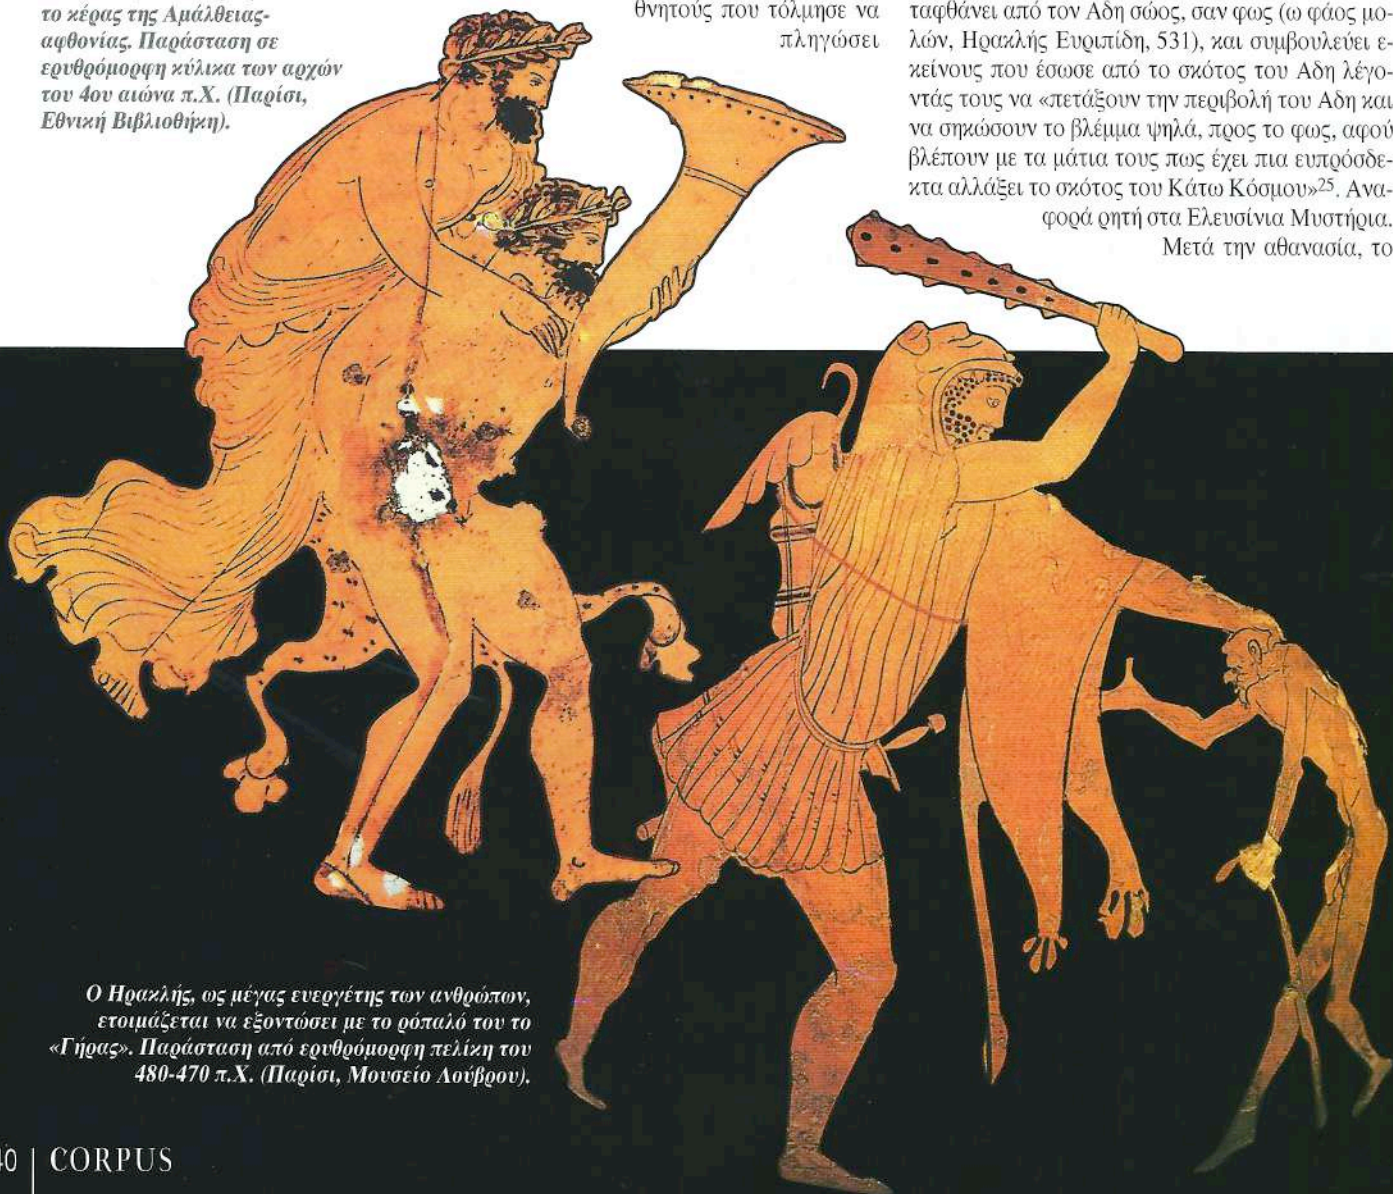 το κέρας της Αμάλθειας-
αφθονίας. Παράσταση σε
ερυθρόμορφη κύλικα των αρχών
του 4ου αιώνα π.Χ. (Παρίσι,
Εθνική Βιβλιοθήκη).
θνητούς που τόλμησε να
πληγώσει
ταφθάνει από τον Αδη σώος, σαν φως (ω φάος μο-
λών, Ηρακλής Ευριπίδη, 531), και συμβουλεύει ε-
κείνους που έσωσε από το σκότος του Αδη λέγο-
ντάς τους να «πετάξουν την περιβολή του Αδη και
να σηκώσουν το βλέμμα ψηλά, προς το φως, αφού
βλέπουν με τα μάτια τους πως έχει πια ευπρόσδε-
κτα αλλάξει το σκότος του Κάτω Κόσμου»25. Ανα-
φορά ρητή στα Ελευσίνια Μυστήρια.
Μετά την αθανασία, το
Ο Ηρακλής, ως μέγας ευεργέτης των ανθρώπων,
ετοιμάζεται να εξοντώσει με το ρόπαλό του το
«Γήρας». Παράσταση από ερυθρόμορφη πελίκη του
480-470 π.Χ. (Παρίσι, Μουσείο Λούβρου).
40 | CORPUS